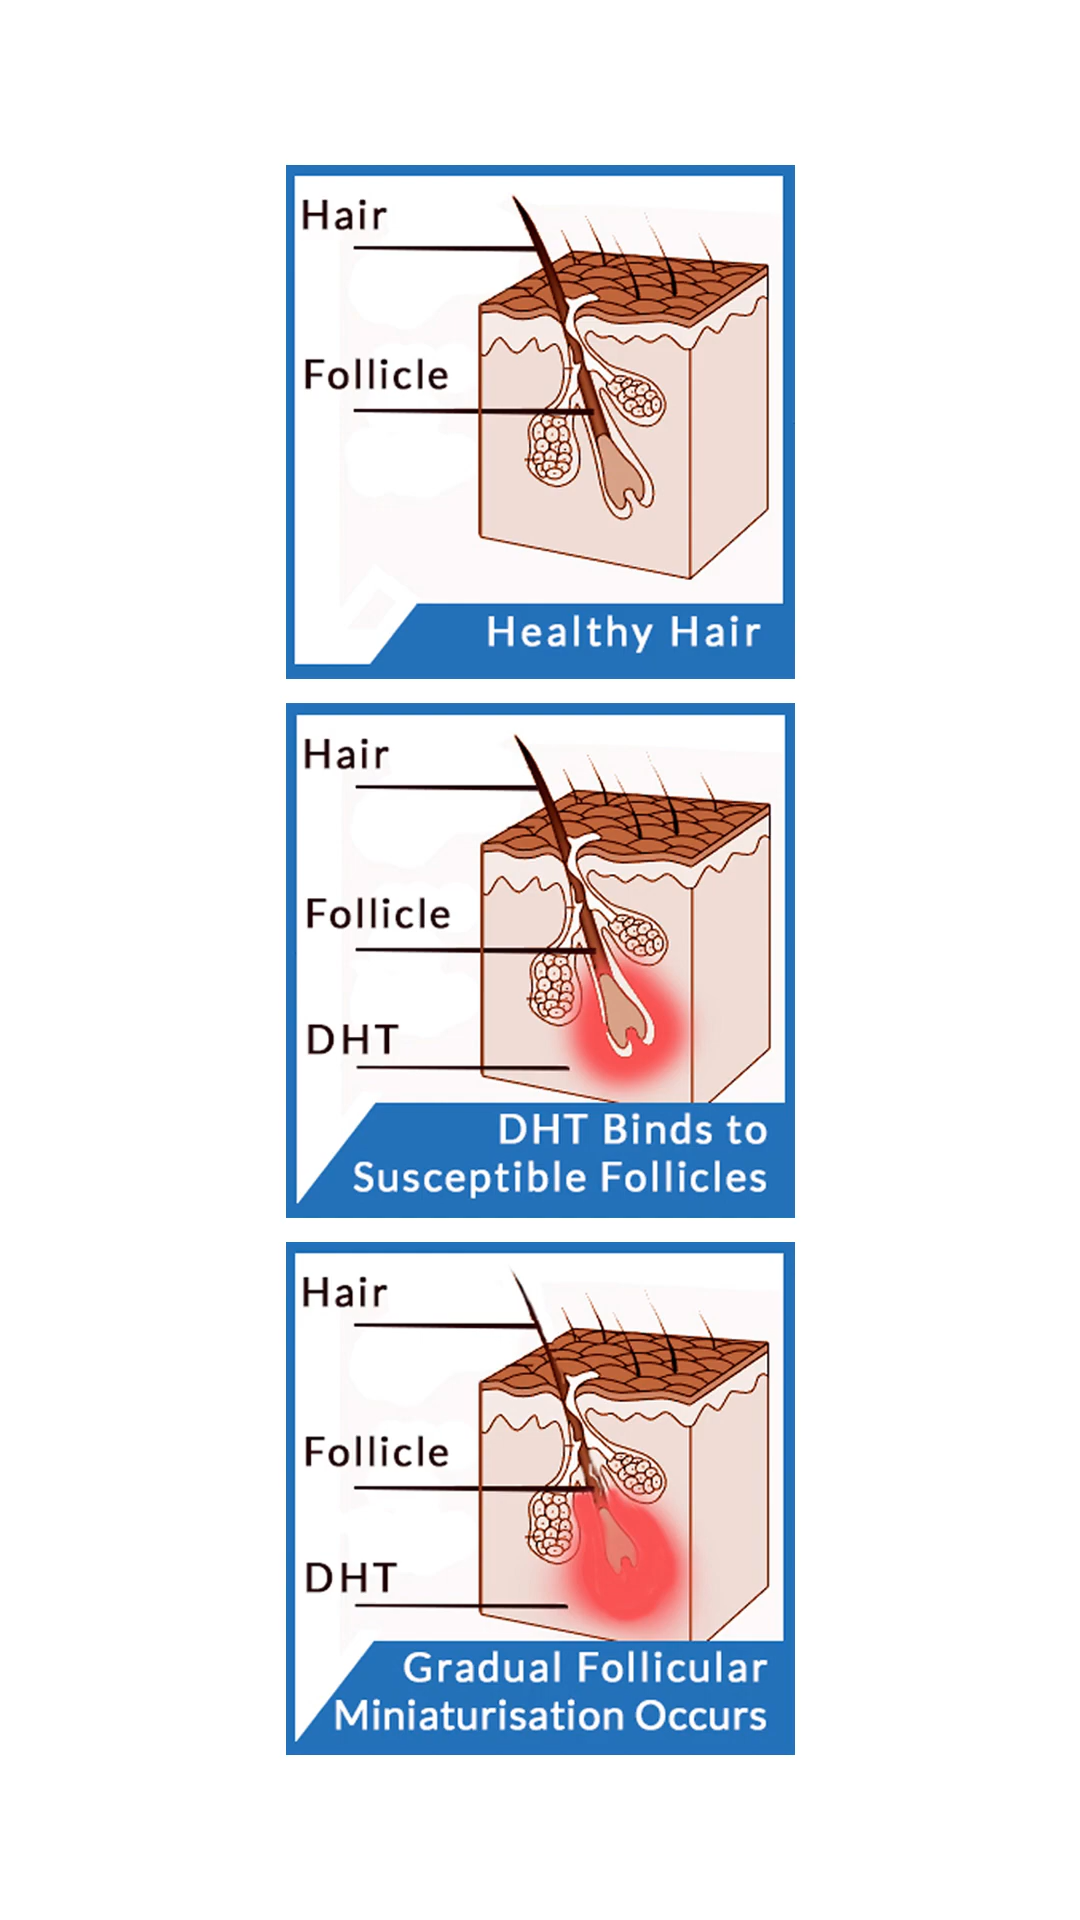 Hair
Follicle
Healthy Hair
Hair
Follicle
DHT
DHT Binds to
Susceptible Follicles
Hair
Follicle
DHT
Gradual Follicular
Miniaturisation Occurs